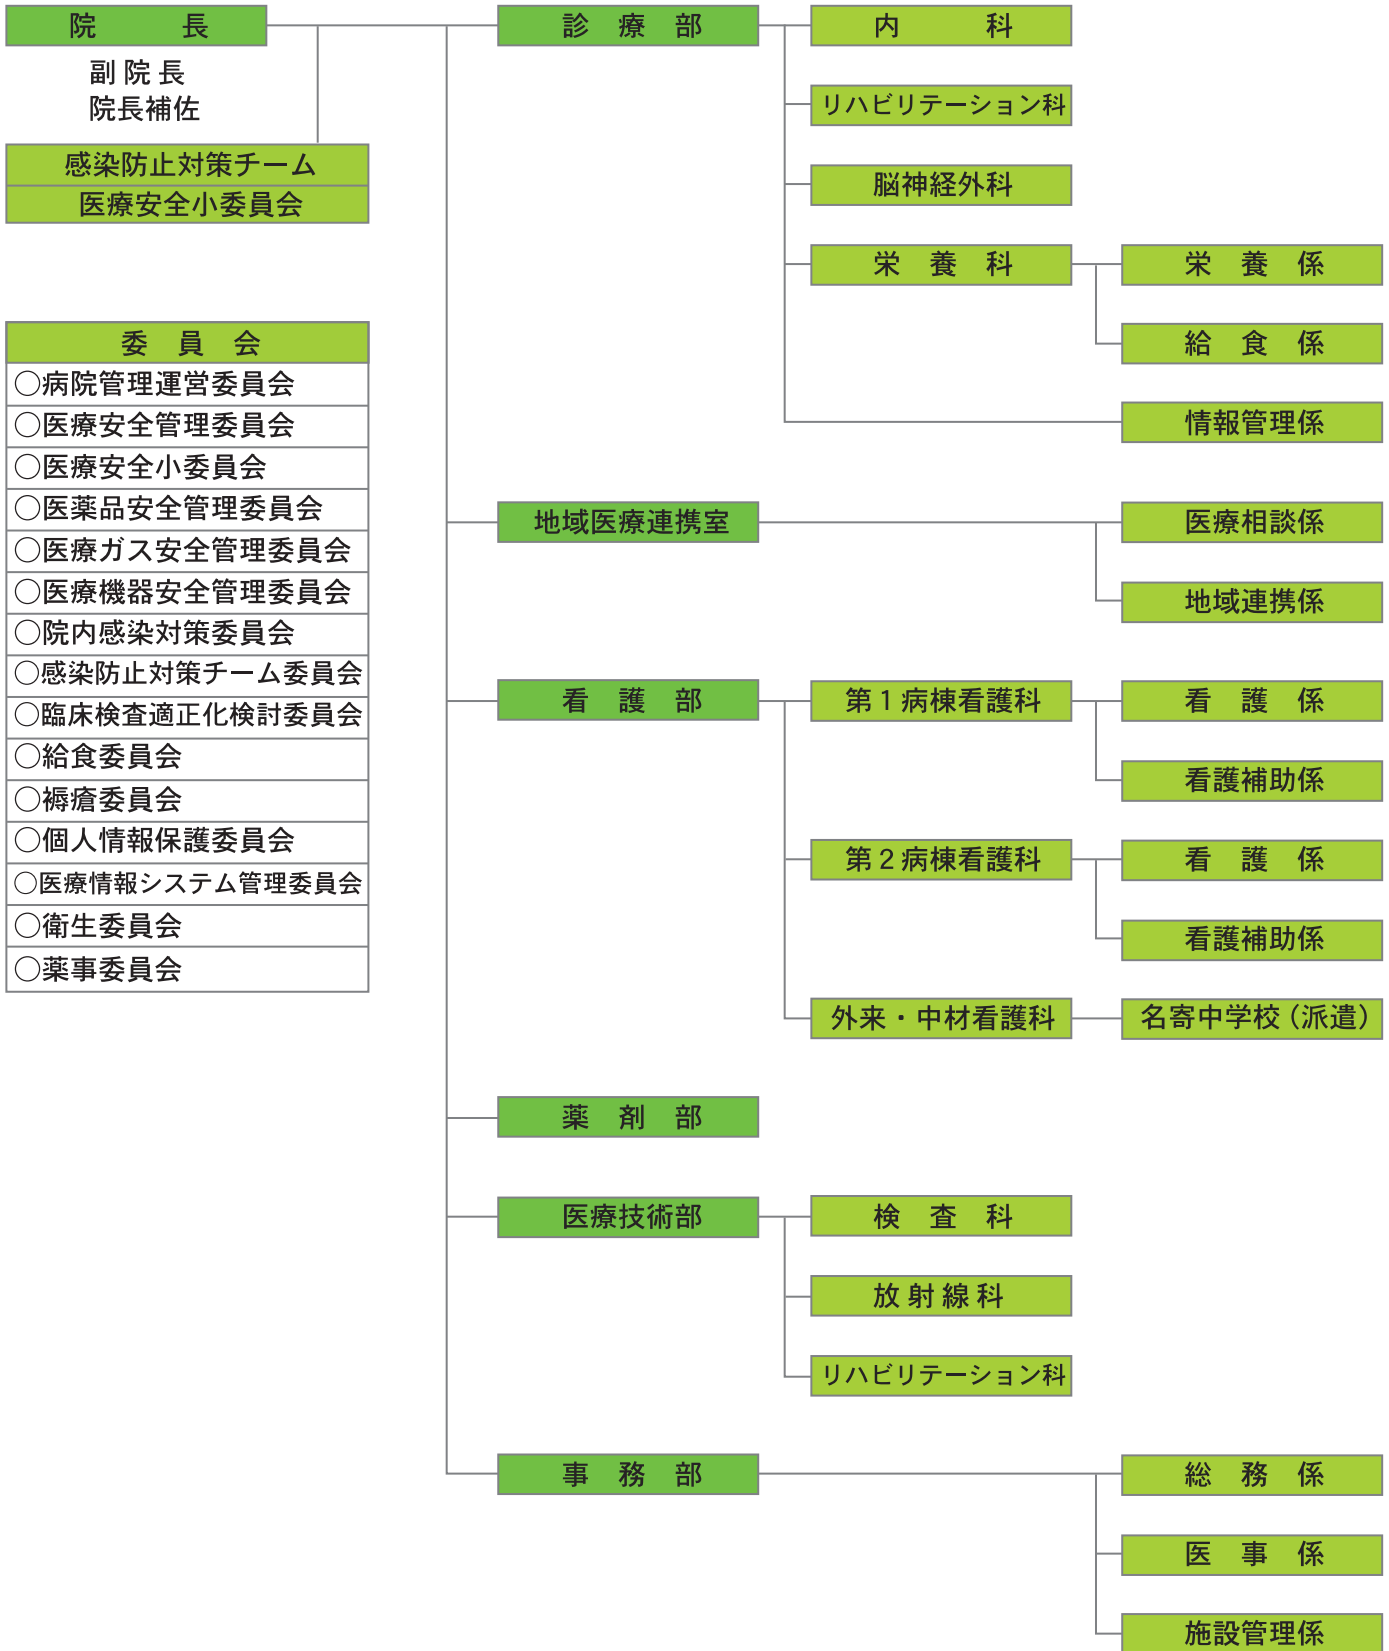 院　長
副院長
院長補佐
感染防止対策チーム
医療安全小委員会
委　員　会
○病院管理運営委員会
○医療安全管理委員会
○医療安全小委員会
○医薬品安全管理委員会
○医療ガス安全管理委員会
○医療機器安全管理委員会
○院内感染対策委員会
○感染防止対策チーム委員会
○臨床検査適正化検討委員会
○給食委員会
○褥瘡委員会
○個人情報保護委員会
○医療情報システム管理委員会
○衛生委員会
○薬事委員会
診　療　部
内　科
リハビリテーション科
脳神経外科
栄　養　科
栄　養　係
給　食　係
情報管理係
地域医療連携室
医療相談係
地域連携係
看　護　部
第１病棟看護科
看　護　係
看護補助係
第２病棟看護科
看　護　係
看護補助係
外来・中材看護科
名寄中学校（派遣）
薬　剤　部
医療技術部
検　査　科
放射線科
リハビリテーション科
事　務　部
総　務　係
医　事　係
施設管理係